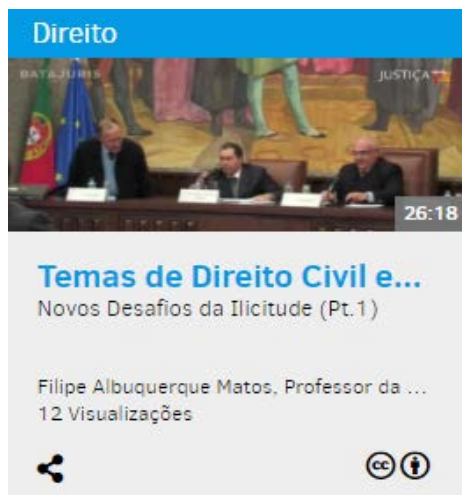 Direito
DATAJURIS
JUSTIÇA
26:18
Temas de Direito Civil e...
Novos Desafios da Ilicitude (Pt.1)
Filipe Albuquerque Matos, Professor da ...
12 Visualizações
cc